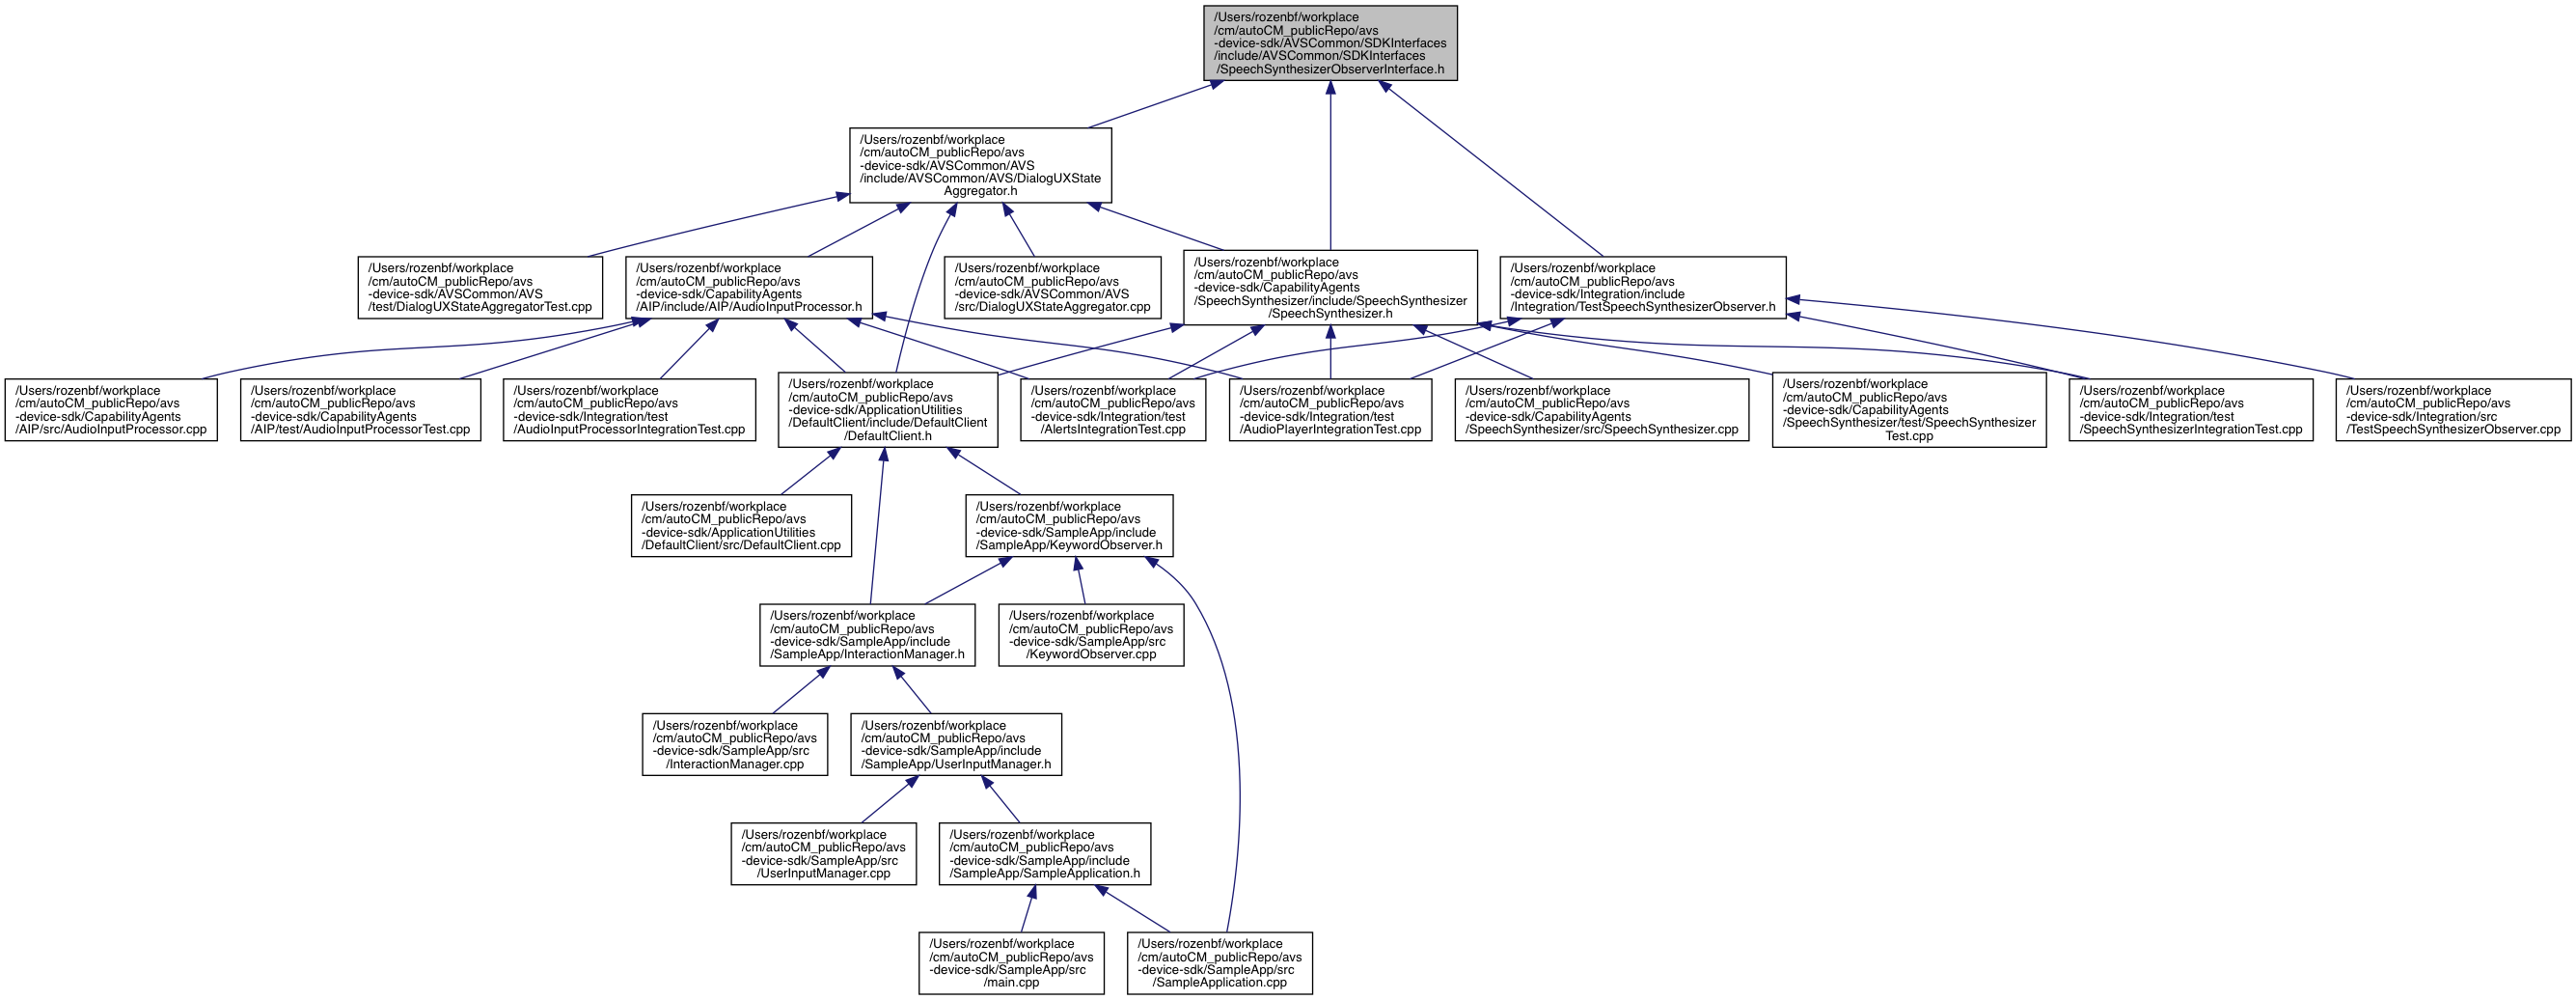 /Users/rozenbf/workplace
/cm/autoCM_publicRepo/avs
-device-sdk/AVSCommon/SDKInterfaces
/include/AVSCommon/SDKInterfaces
/SpeechSynthesizerObserverInterface.h
/Users/rozenbf/workplace
/cm/autoCM_publicRepo/avs
-device-sdk/AVSCommon/AVS
/include/AVSCommon/AVS/DialogUXState
Aggregator.h
/Users/rozenbf/workplace
/cm/autoCM_publicRepo/avs
-device-sdk/AVSCommon/AVS
/test/DialogUXStateAggregatorTest.cpp
/Users/rozenbf/workplace
/cm/autoCM_publicRepo/avs
-device-sdk/CapabilityAgents
/AIP/include/AIP/AudioInputProcessor.h
/Users/rozenbf/workplace
/cm/autoCM_publicRepo/avs
-device-sdk/AVSCommon/AVS
/src/DialogUXStateAggregator.cpp
/Users/rozenbf/workplace
/cm/autoCM_publicRepo/avs
-device-sdk/CapabilityAgents
/SpeechSynthesizer/include/SpeechSynthesizer
/SpeechSynthesizer.h
/Users/rozenbf/workplace
/cm/autoCM_publicRepo/avs
-device-sdk/Integration/include
/Integration/TestSpeechSynthesizerObserver.h
/Users/rozenbf/workplace
/cm/autoCM_publicRepo/avs
-device-sdk/CapabilityAgents
/AIP/src/AudioInputProcessor.cpp
/Users/rozenbf/workplace
/cm/autoCM_publicRepo/avs
-device-sdk/CapabilityAgents
/AIP/test/AudioInputProcessorTest.cpp
/Users/rozenbf/workplace
/cm/autoCM_publicRepo/avs
-device-sdk/Integration/test
/AudioInputProcessorIntegrationTest.cpp
/Users/rozenbf/workplace
/cm/autoCM_publicRepo/avs
-device-sdk/ApplicationUtilities
/DefaultClient/include/DefaultClient
/DefaultClient.h
/Users/rozenbf/workplace
/cm/autoCM_publicRepo/avs
-device-sdk/Integration/test
/AlertsIntegrationTest.cpp
/Users/rozenbf/workplace
/cm/autoCM_publicRepo/avs
-device-sdk/Integration/test
/AudioPlayerIntegrationTest.cpp
/Users/rozenbf/workplace
/cm/autoCM_publicRepo/avs
-device-sdk/CapabilityAgents
/SpeechSynthesizer/src/SpeechSynthesizer.cpp
/Users/rozenbf/workplace
/cm/autoCM_publicRepo/avs
-device-sdk/CapabilityAgents
/SpeechSynthesizer/test/SpeechSynthesizer
Test.cpp
/Users/rozenbf/workplace
/cm/autoCM_publicRepo/avs
-device-sdk/Integration/test
/SpeechSynthesizerIntegrationTest.cpp
/Users/rozenbf/workplace
/cm/autoCM_publicRepo/avs
-device-sdk/Integration/src
/TestSpeechSynthesizerObserver.cpp
/Users/rozenbf/workplace
/cm/autoCM_publicRepo/avs
-device-sdk/ApplicationUtilities
/DefaultClient/src/DefaultClient.cpp
/Users/rozenbf/workplace
/cm/autoCM_publicRepo/avs
-device-sdk/SampleApp/include
/SampleApp/KeywordObserver.h
/Users/rozenbf/workplace
/cm/autoCM_publicRepo/avs
-device-sdk/SampleApp/include
/SampleApp/InteractionManager.h
/Users/rozenbf/workplace
/cm/autoCM_publicRepo/avs
-device-sdk/SampleApp/src
/KeywordObserver.cpp
/Users/rozenbf/workplace
/cm/autoCM_publicRepo/avs
-device-sdk/SampleApp/src
/InteractionManager.cpp
/Users/rozenbf/workplace
/cm/autoCM_publicRepo/avs
-device-sdk/SampleApp/include
/SampleApp/UserInputManager.h
/Users/rozenbf/workplace
/cm/autoCM_publicRepo/avs
-device-sdk/SampleApp/src
/UserInputManager.cpp
/Users/rozenbf/workplace
/cm/autoCM_publicRepo/avs
-device-sdk/SampleApp/include
/SampleApp/SampleApplication.h
/Users/rozenbf/workplace
/cm/autoCM_publicRepo/avs
-device-sdk/SampleApp/src
/main.cpp
/Users/rozenbf/workplace
/cm/autoCM_publicRepo/avs
-device-sdk/SampleApp/src
/SampleApplication.cpp